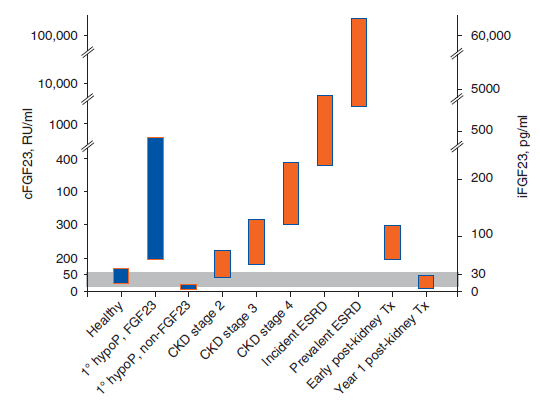 100,000
10,000
1000
400
100
300
200
50
0
cFGF23, RU/ml
60,000
5000
500
200
100
30
0
iFGF23, pg/ml
Healthy
1° hypoP, FGF23
1° hypoP, non-FGF23
CKD stage 2
CKD stage 3
CKD stage 4
Incident ESRD
Prevalent ESRD
Early post-kidney Tx
Year 1 post-kidney Tx